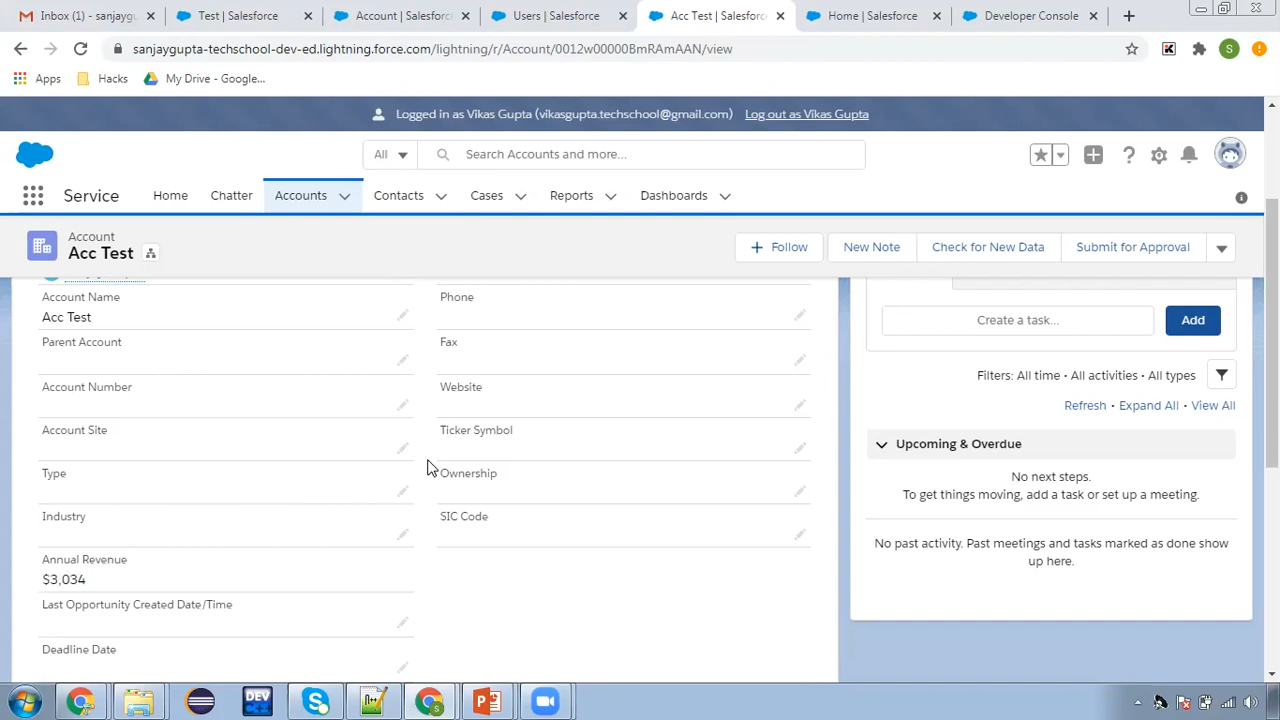 Inbox (1) - sanjayg
Test | Salesforce
Account | Salesforc
Users | Salesforce
Acc Test | Salesforc
Home | Salesforce
Developer Console
sanjaygupta-techschool-dev-ed.lightning.force.com/lightning/r/Account/0012w00000BmRAmAAN/view
S
Apps
Hacks
My Drive - Google...
Logged in as Vikas Gupta (vikasgupta.techschool@gmail.com)
Log out as Vikas Gupta
All
Search Accounts and more...
Service
Home
Chatter
Accounts
Contacts
Cases
Reports
Dashboards
Account
Acc Test
Follow
New Note
Check for New Data
Submit for Approval
Account Name
Acc Test
Phone
Parent Account
Fax
Account Number
Website
Account Site
Ticker Symbol
Type
Ownership
Industry
SIC Code
Annual Revenue
$3,034
Last Opportunity Created Date/Time
Deadline Date
Create a task...
Add
Filters: All time • All activities • All types
Refresh • Expand All • View All
Upcoming & Overdue
No next steps.
To get things moving, add a task or set up a meeting.
No past activity. Past meetings and tasks marked as done show
up here.
DEV